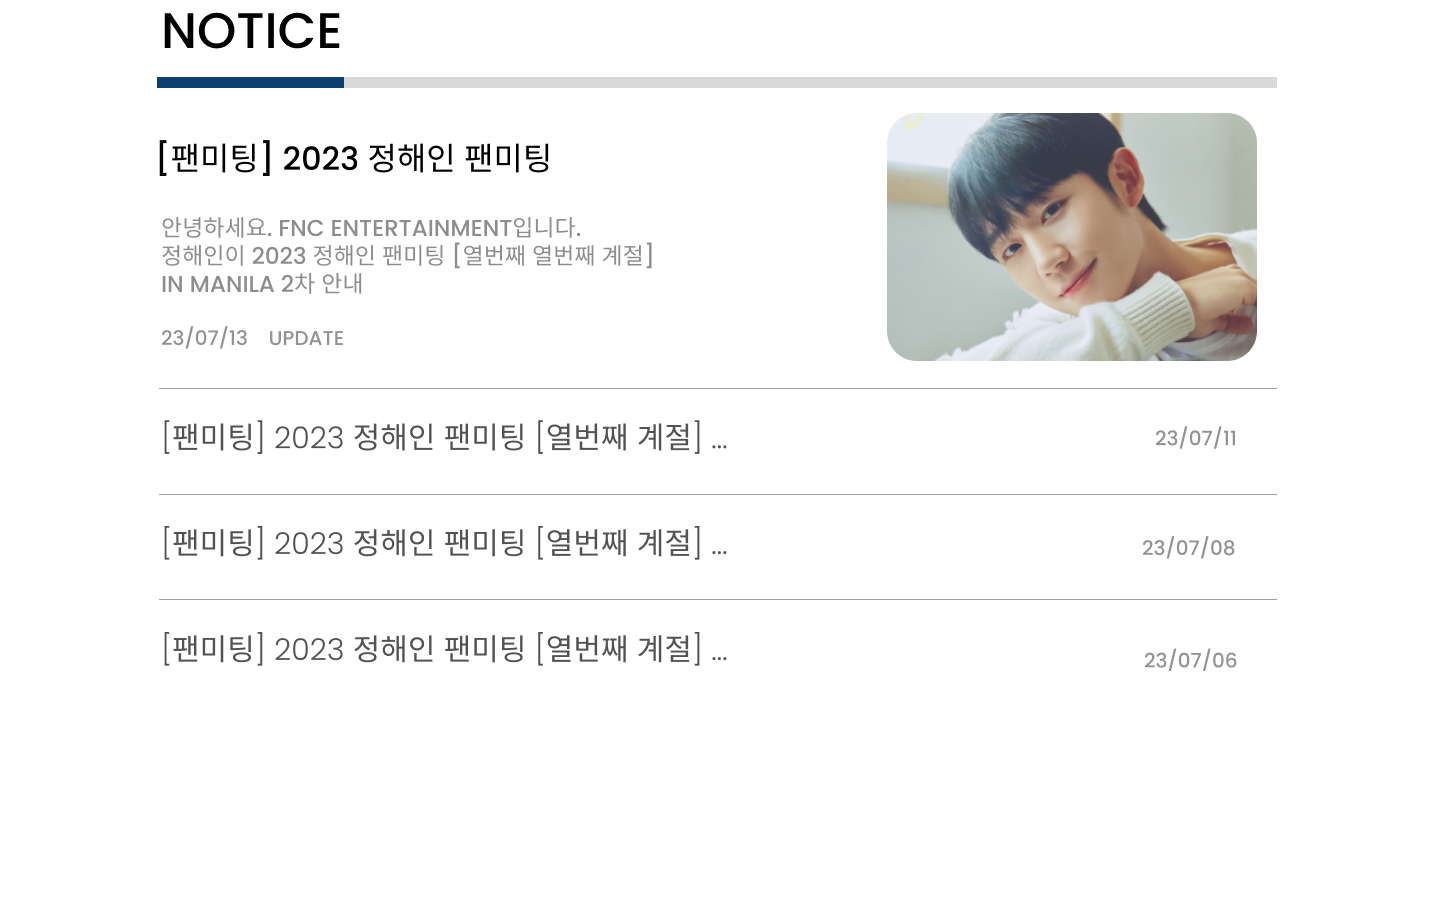 NOTICE
[팬미팅] 2023 정해인 팬미팅
안녕하세요. FNC ENTERTAINMENT입니다.
정해인이 2023 정해인 팬미팅 [열번째 열번째 계절]
IN MANILA 2차 안내
23/07/13 UPDATE
[팬미팅] 2023 정해인 팬미팅 [열번째 계절] ...
23/07/11
[팬미팅] 2023 정해인 팬미팅 [열번째 계절] ...
23/07/08
[팬미팅] 2023 정해인 팬미팅 [열번째 계절] ...
23/07/06